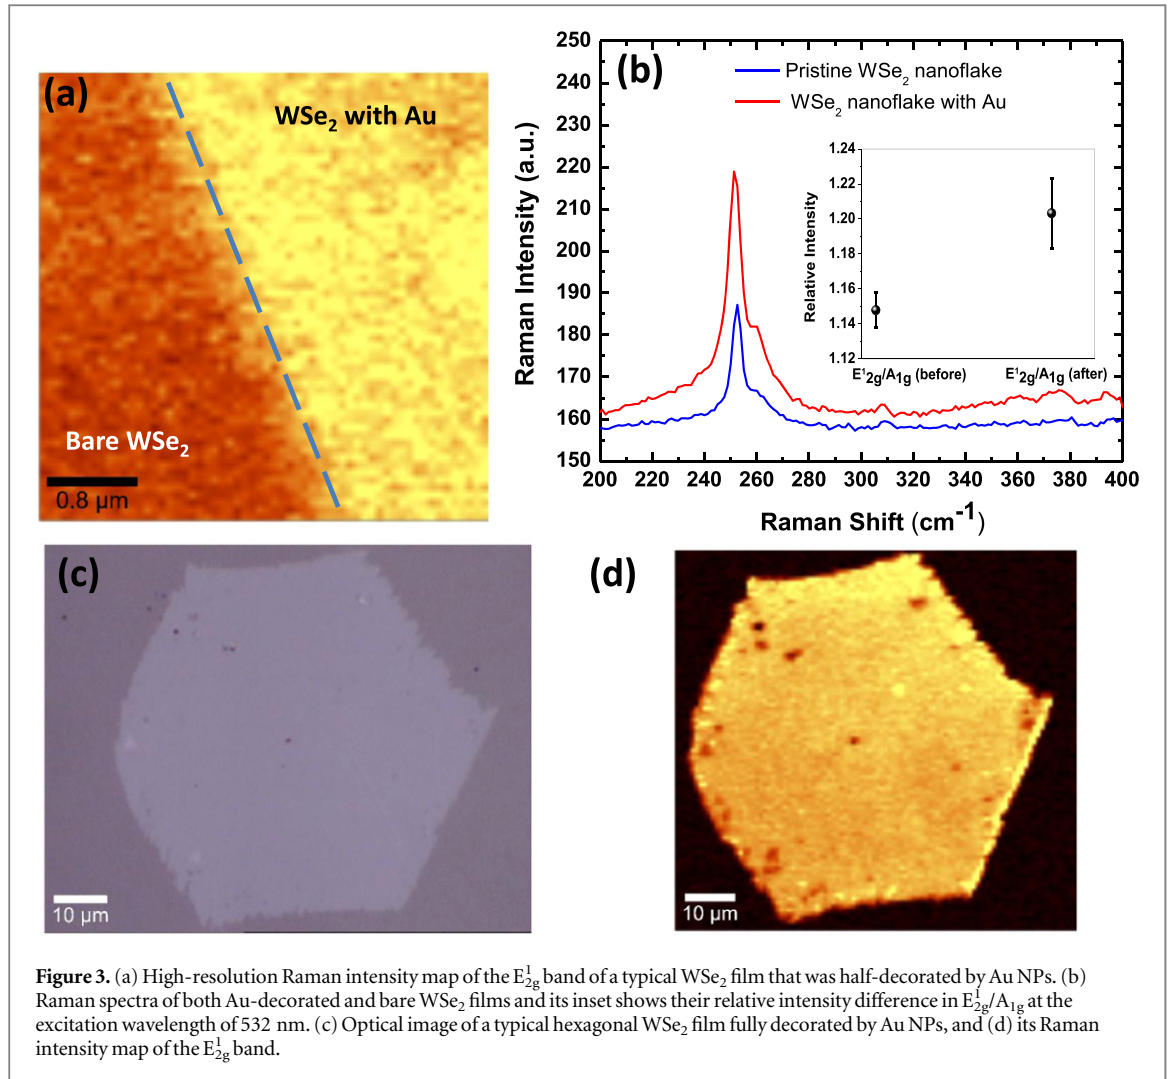 (a)
WSe₂ with Au
Bare WSe₂
0.8 μm
(b)
Pristine WSe₂ nanoflake
WSe₂ nanoflake with Au
Raman Intensity (a.u.)
250
240
230
220
210
200
190
180
170
160
150
200 220 240 260 280 300 320 340 360 380 400
Raman Shift (cm⁻¹)
Relative Intensity
1.24
1.22
1.20
1.18
1.16
1.14
1.12
E¹2g/A1g (before) E¹2g/A1g (after)
(c)
10 μm
(d)
10 μm
Figure 3. (a) High-resolution Raman intensity map of the E¹₂g band of a typical WSe₂ film that was half-decorated by Au NPs. (b)
Raman spectra of both Au-decorated and bare WSe₂ films and its inset shows their relative intensity difference in E¹₂g/A₁g at the
excitation wavelength of 532 nm. (c) Optical image of a typical hexagonal WSe₂ film fully decorated by Au NPs, and (d) its Raman
intensity map of the E¹₂g band.